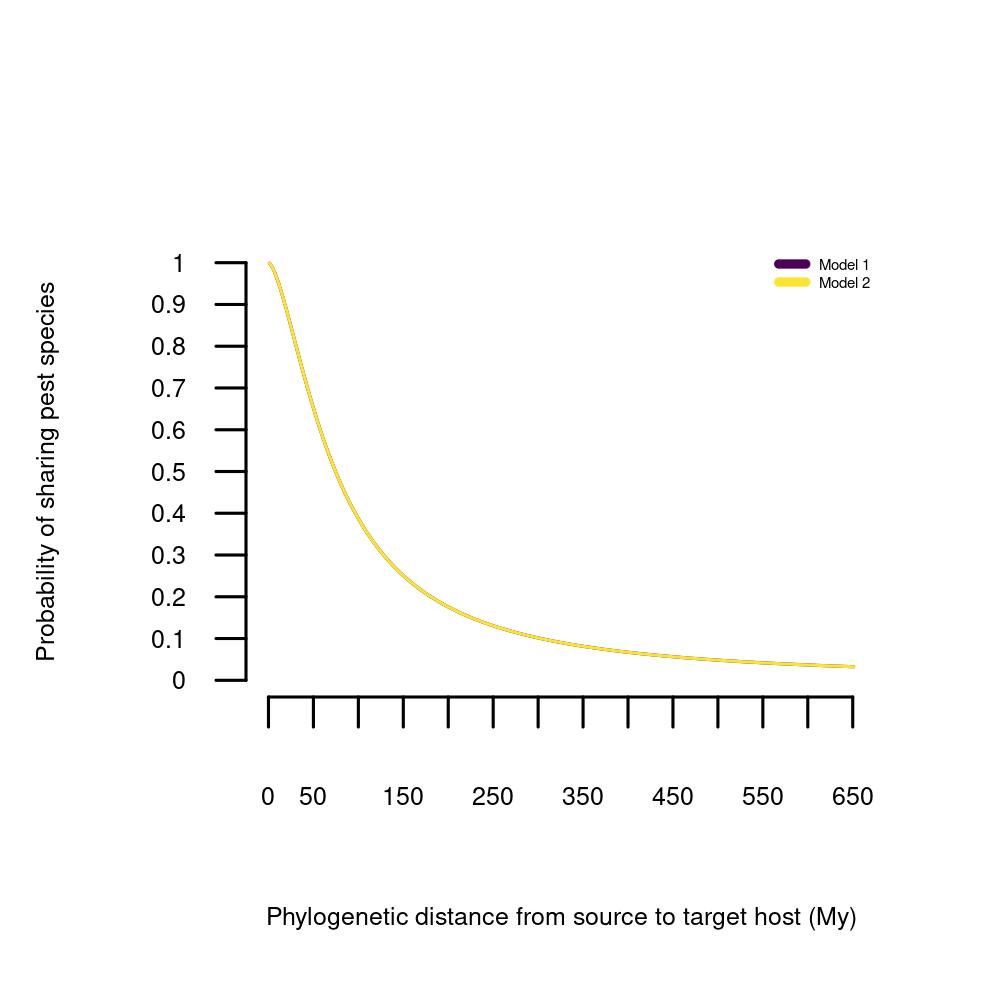 Model 1
Model 2
Probability of sharing pest species
1
0.9
0.8
0.7
0.6
0.5
0.4
0.3
0.2
0.1
0
0 50 150 250 350 450 550 650
Phylogenetic distance from source to target host (My)